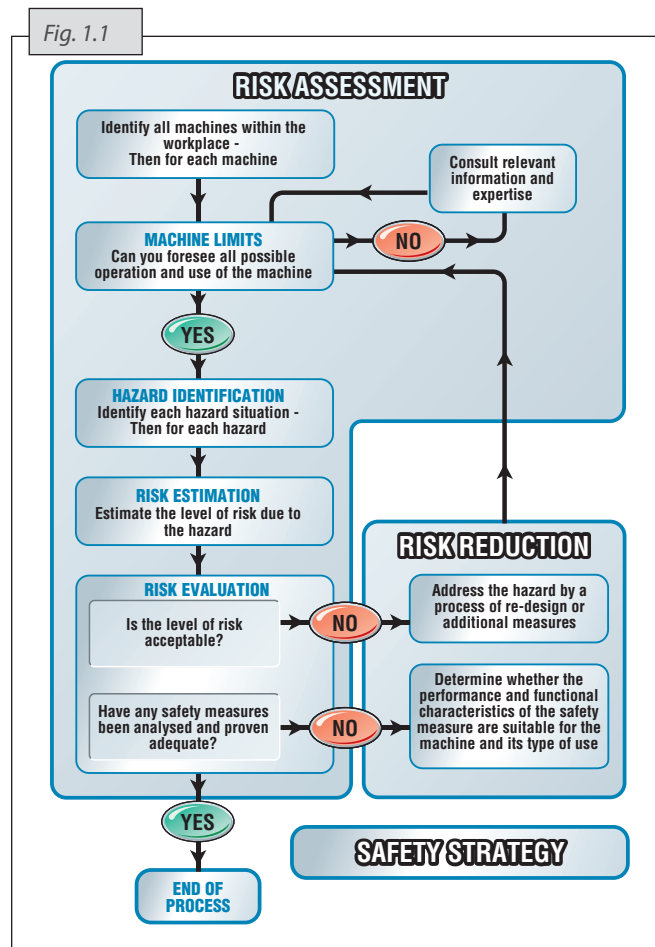 Fig. 1.1
RISK ASSESSMENT
Identify all machines within the
workplace -
Then for each machine
Consult relevant
information and
expertise
MACHINE LIMITS
Can you foresee all possible
operation and use of the machine
NO
YES
HAZARD IDENTIFICATION
Identify each hazard situation -
Then for each hazard
RISK ESTIMATION
Estimate the level of risk due to
the hazard
RISK EVALUATION
Is the level of risk
acceptable?
NO
Have any safety measures
been analysed and proven
adequate?
NO
RISK REDUCTION
Address the hazard by a
process of re-design or
additional measures
Determine whether the
performance and functional
characteristics of the safety
measure are suitable for the
machine and its type of use
YES
END OF
PROCESS
SAFETY STRATEGY